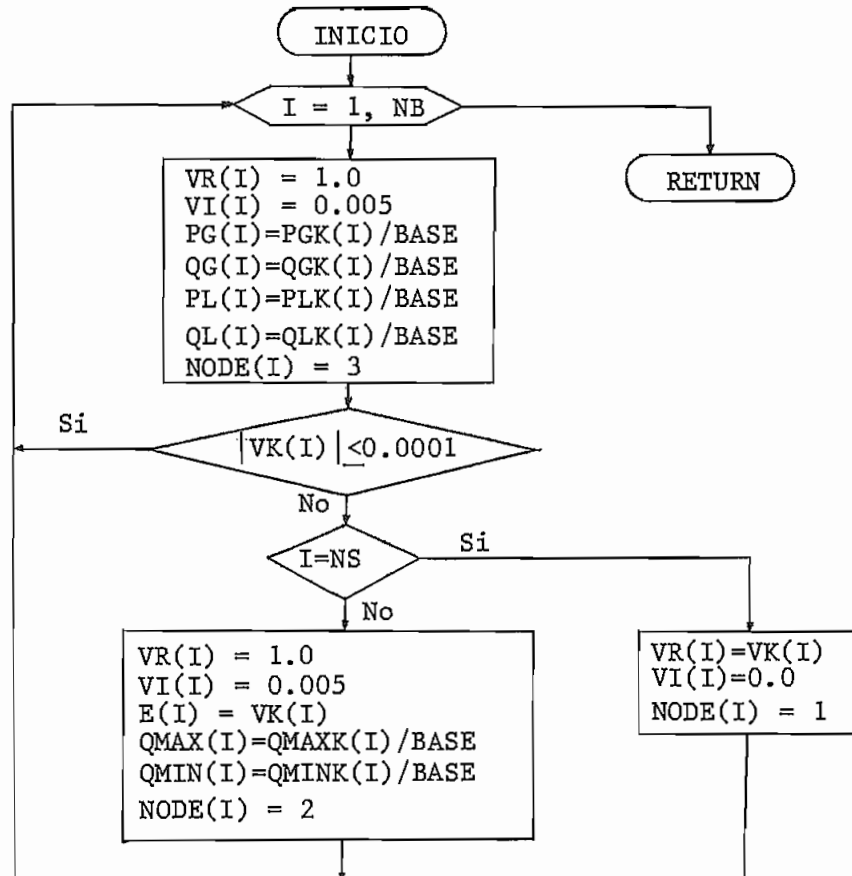 INICIO
I = 1, NB
RETURN
VR(I) = 1.0
VI(I) = 0.005
PG(I)=PGK(I)/BASE
QG(I)=QGK(I)/BASE
PL(I)=PLK(I)/BASE
QL(I)=QLK(I)/BASE
NODE(I) = 3
Si
|VK(I)|≤0.0001
No
I=NS
Si
No
VR(I) = 1.0
VI(I) = 0.005
E(I) = VK(I)
QMAX(I)=QMAXK(I)/BASE
QMIN(I)=QMINK(I)/BASE
NODE(I) = 2
VR(I)=VK(I)
VI(I)=0.0
NODE(I) = 1